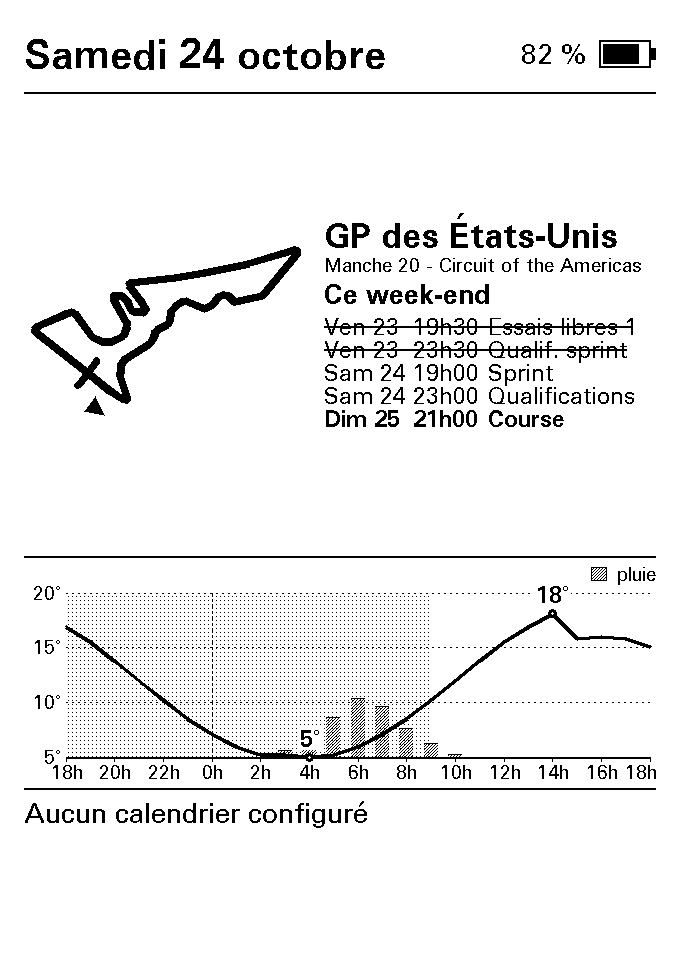 Samedi 24 octobre
82 %
GP des États-Unis
Manche 20 - Circuit of the Americas
Ce week-end
Ven 23 19h30 Essais libres 1
Ven 23 23h30 Qualif. sprint
Sam 24 19h00 Sprint
Sam 24 23h00 Qualifications
Dim 25 21h00 Course
pluie
20°
18°
15°
10°
5°
5°
18h 20h 22h 0h 2h 4h 6h 8h 10h 12h 14h 16h 18h
Aucun calendrier configuré